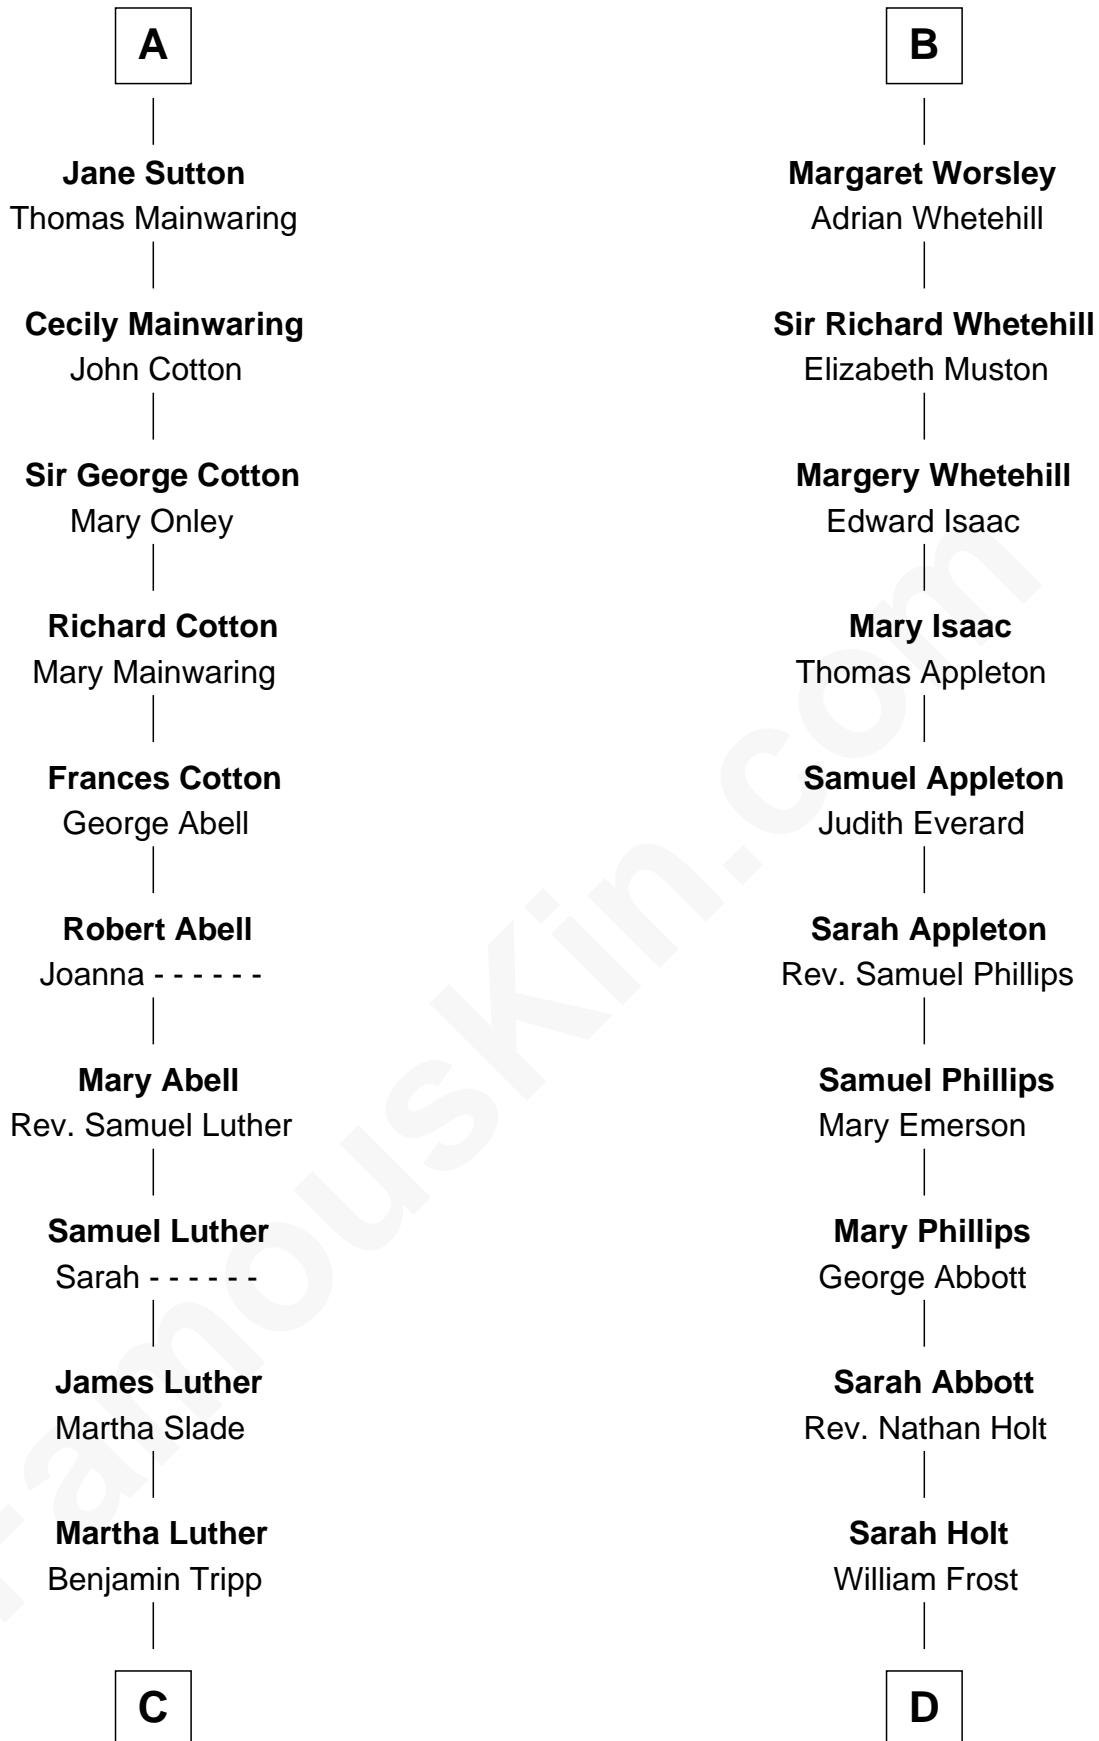 A
Jane Sutton
Thomas Mainwaring
Cecily Mainwaring
John Cotton
Sir George Cotton
Mary Onley
Richard Cotton
Mary Mainwaring
Frances Cotton
George Abell
Robert Abell
Joanna - - - - - -
Mary Abell
Rev. Samuel Luther
Samuel Luther
Sarah - - - - - -
James Luther
Martha Slade
Martha Luther
Benjamin Tripp
C
B
Margaret Worsley
Adrian Whetehill
Sir Richard Whetehill
Elizabeth Muston
Margery Whetehill
Edward Isaac
Mary Isaac
Thomas Appleton
Samuel Appleton
Judith Everard
Sarah Appleton
Rev. Samuel Phillips
Samuel Phillips
Mary Emerson
Mary Phillips
George Abbott
Sarah Abbott
Rev. Nathan Holt
Sarah Holt
William Frost
D
FamousKin.com